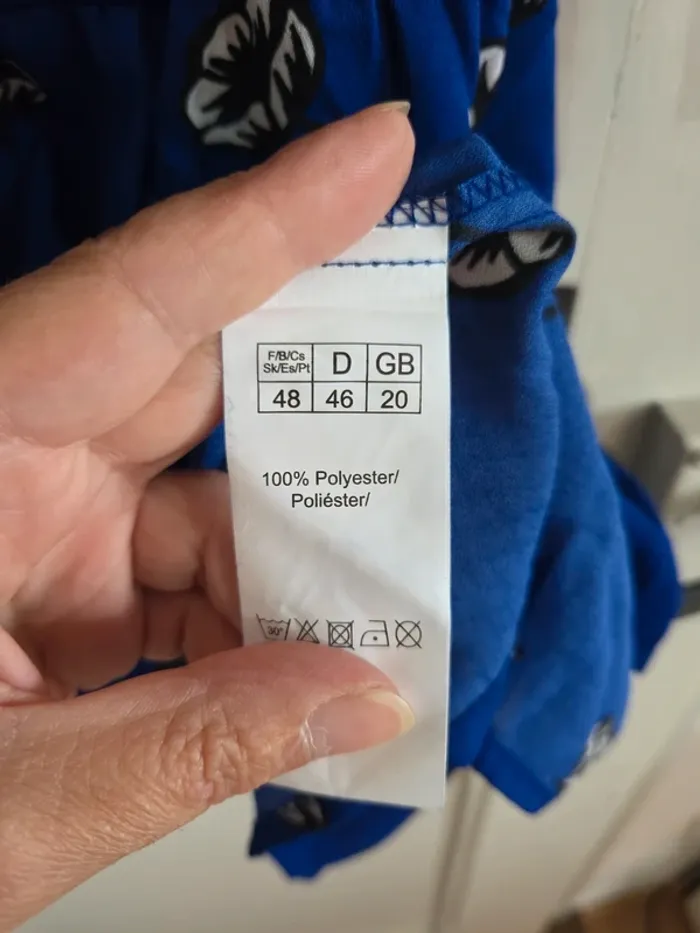 F/B/Cs
Sk/Es/Pt
D
GB
48
46
20
100% Polyester/
Poliéster/
30°